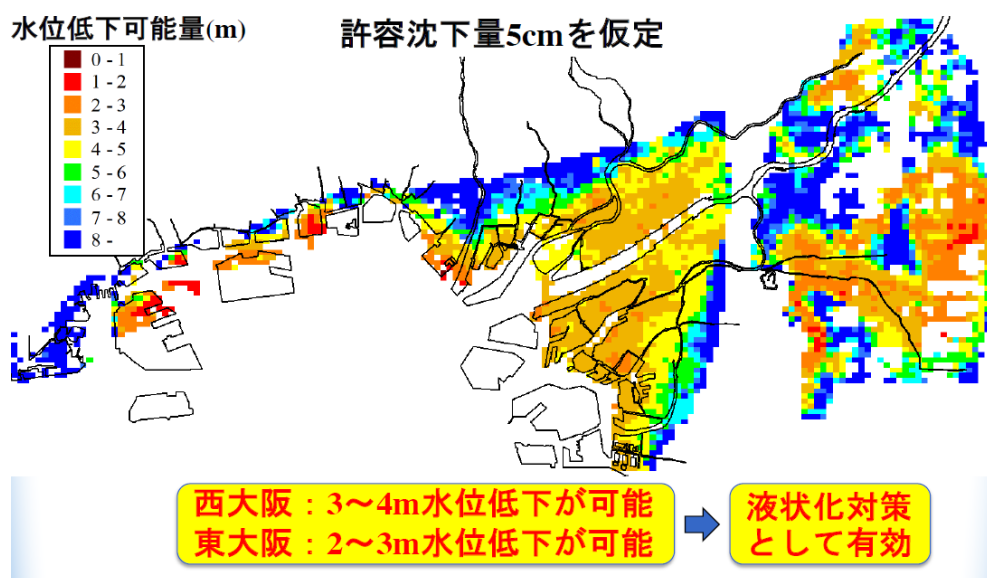 水位低下可能量(m)
許容沈下量5cmを仮定
0 - 1
1 - 2
2 - 3
3 - 4
4 - 5
5 - 6
6 - 7
7 - 8
8 -
西大阪：3～4m水位低下が可能
東大阪：2～3m水位低下が可能
液状化対策
として有効